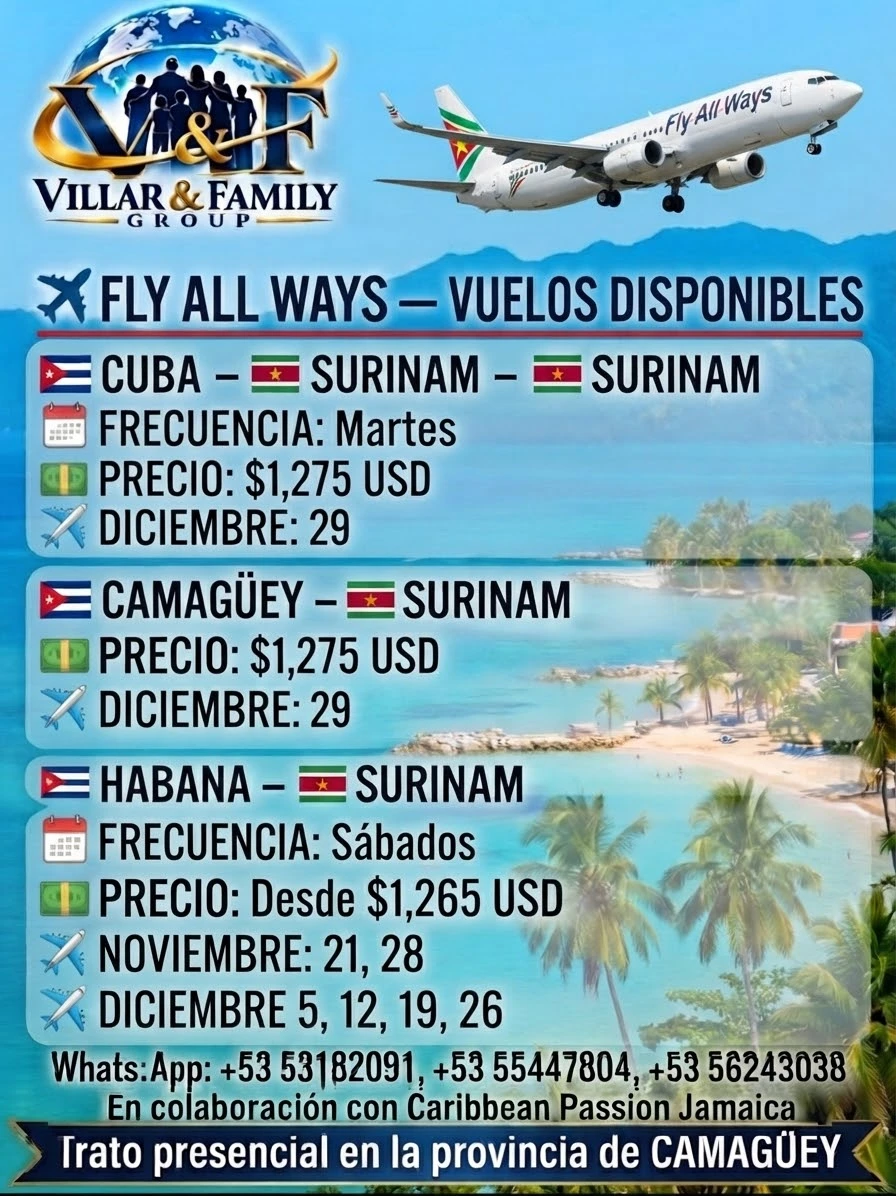 V&F
VILLAR & FAMILY
GROUP
Fly All Ways
FLY ALL WAYS — VUELOS DISPONIBLES
CUBA – SURINAM – SURINAM
FRECUENCIA: Martes
PRECIO: $1,275 USD
DICIEMBRE: 29
CAMAGÜEY – SURINAM
PRECIO: $1,275 USD
DICIEMBRE: 29
HABANA – SURINAM
FRECUENCIA: Sábados
PRECIO: Desde $1,265 USD
NOVIEMBRE: 21, 28
DICIEMBRE 5, 12, 19, 26
Whats:App: +53 53182091, +53 55447804, +53 56243038
En colaboración con Caribbean Passion Jamaica
Trato presencial en la provincia de CAMAGÜEY